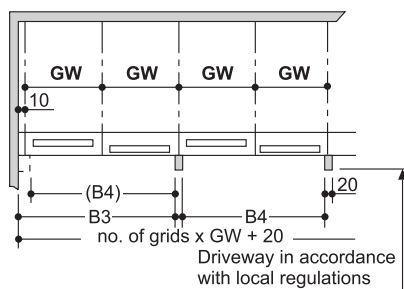 GW GW GW GW
10
(B4) 20
B3 B4
no. of grids x GW + 20
Driveway in accordance
with local regulations